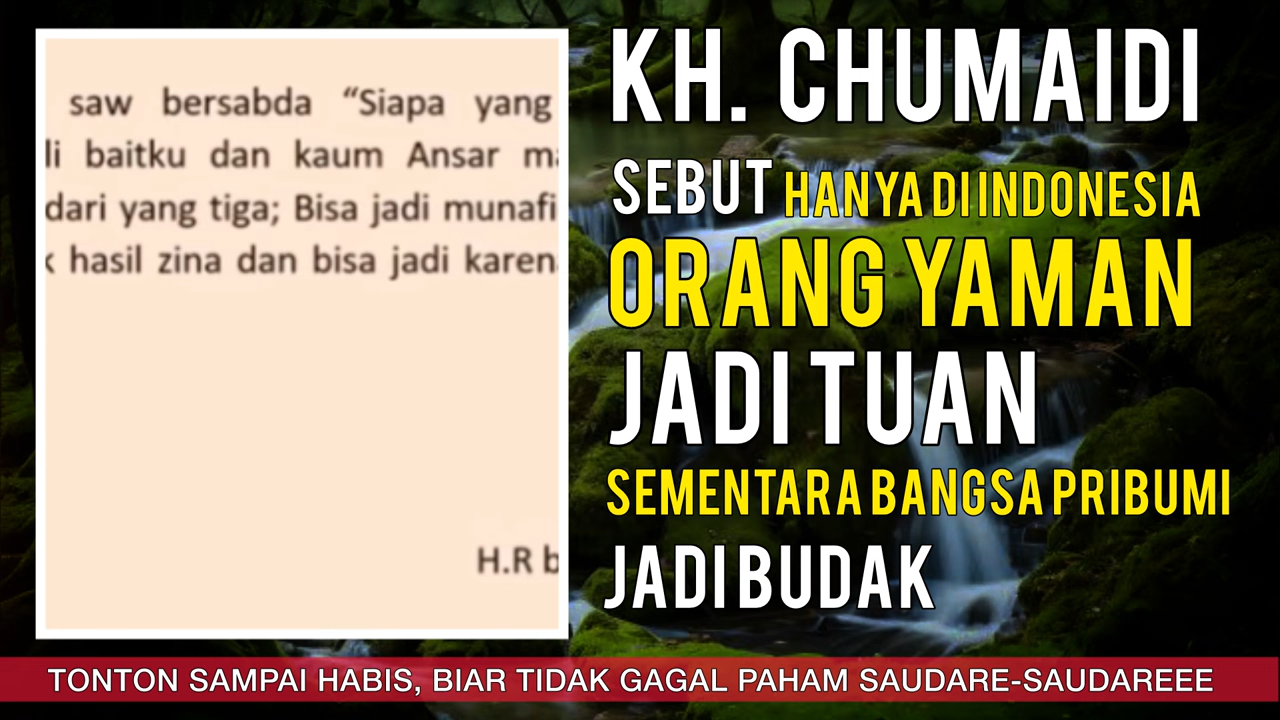 saw bersabda “Siapa yang
baitku dan kaum Ansar
dari yang tiga; Bisa jadi
hasil zina dan bisa jadi
H.R
KH. CHUMAIDI
SEBUT HANYA DI INDONESIA
ORANG YAMAN
JADI TUAN
SEMENTARA BANGSA PRIBUMI
JADI BUDAK
TONTON SAMPAI HABIS, BIAR TIDAK GAGAL PAHAM SAUDARE-SAUDAREEE